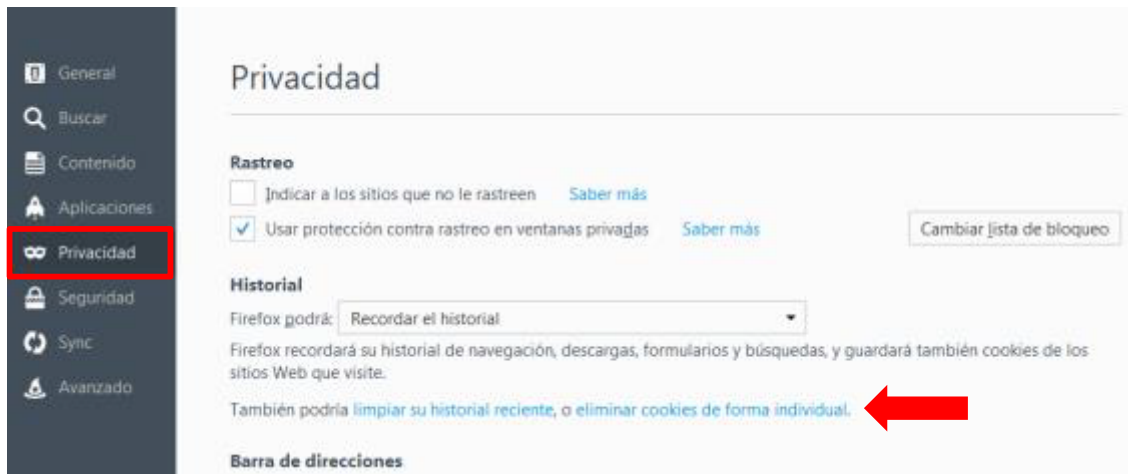 General
Buscar
Contenido
Aplicaciones
Privacidad
Seguridad
Sync
Avanzado
Privacidad
Rastreo
Indicar a los sitios que no le rastreen Saber más
Usar protección contra rastreo en ventanas privadas Saber más Cambiar lista de bloqueo
Historial
Firefox podrá: Recordar el historial
Firefox recordará su historial de navegación, descargas, formularios y búsquedas, y guardará también cookies de los
sitios Web que visite.
También podría limpiar su historial reciente, o eliminar cookies de forma individual.
Barra de direcciones